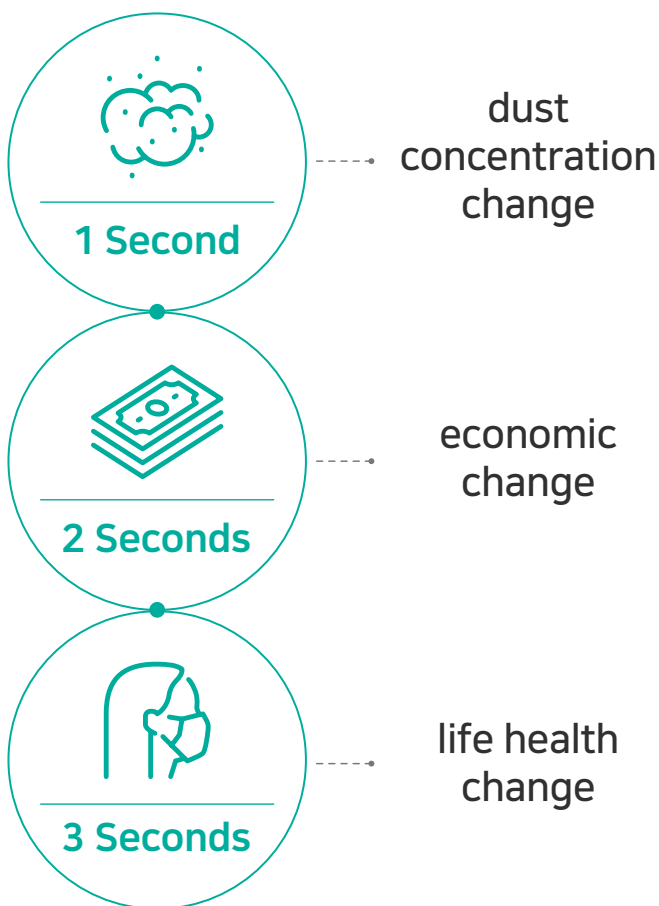 dust
concentration
change
1 Second
economic
change
2 Seconds
life health
change
3 Seconds